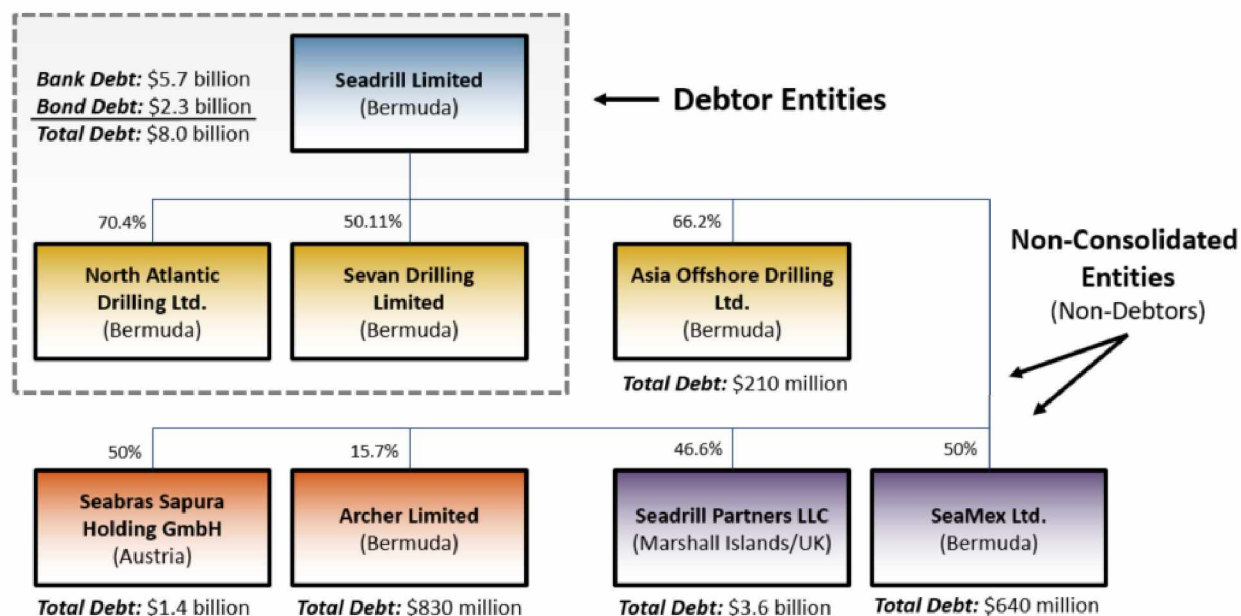 Bank Debt: $5.7 billion
Bond Debt: $2.3 billion
Total Debt: $8.0 billion
Seadrill Limited
(Bermuda)
Debtor Entities
70.4%
50.11%
66.2%
North Atlantic
Drilling Ltd.
(Bermuda)
Sevan Drilling
Limited
(Bermuda)
Asia Offshore Drilling
Ltd.
(Bermuda)
Total Debt: $210 million
Non-Consolidated
Entities
(Non-Debtors)
50%
15.7%
46.6%
50%
Seabras Sapura
Holding GmbH
(Austria)
Archer Limited
(Bermuda)
Seadrill Partners LLC
(Marshall Islands/UK)
SeaMex Ltd.
(Bermuda)
Total Debt: $1.4 billion
Total Debt: $830 million
Total Debt: $3.6 billion
Total Debt: $640 million